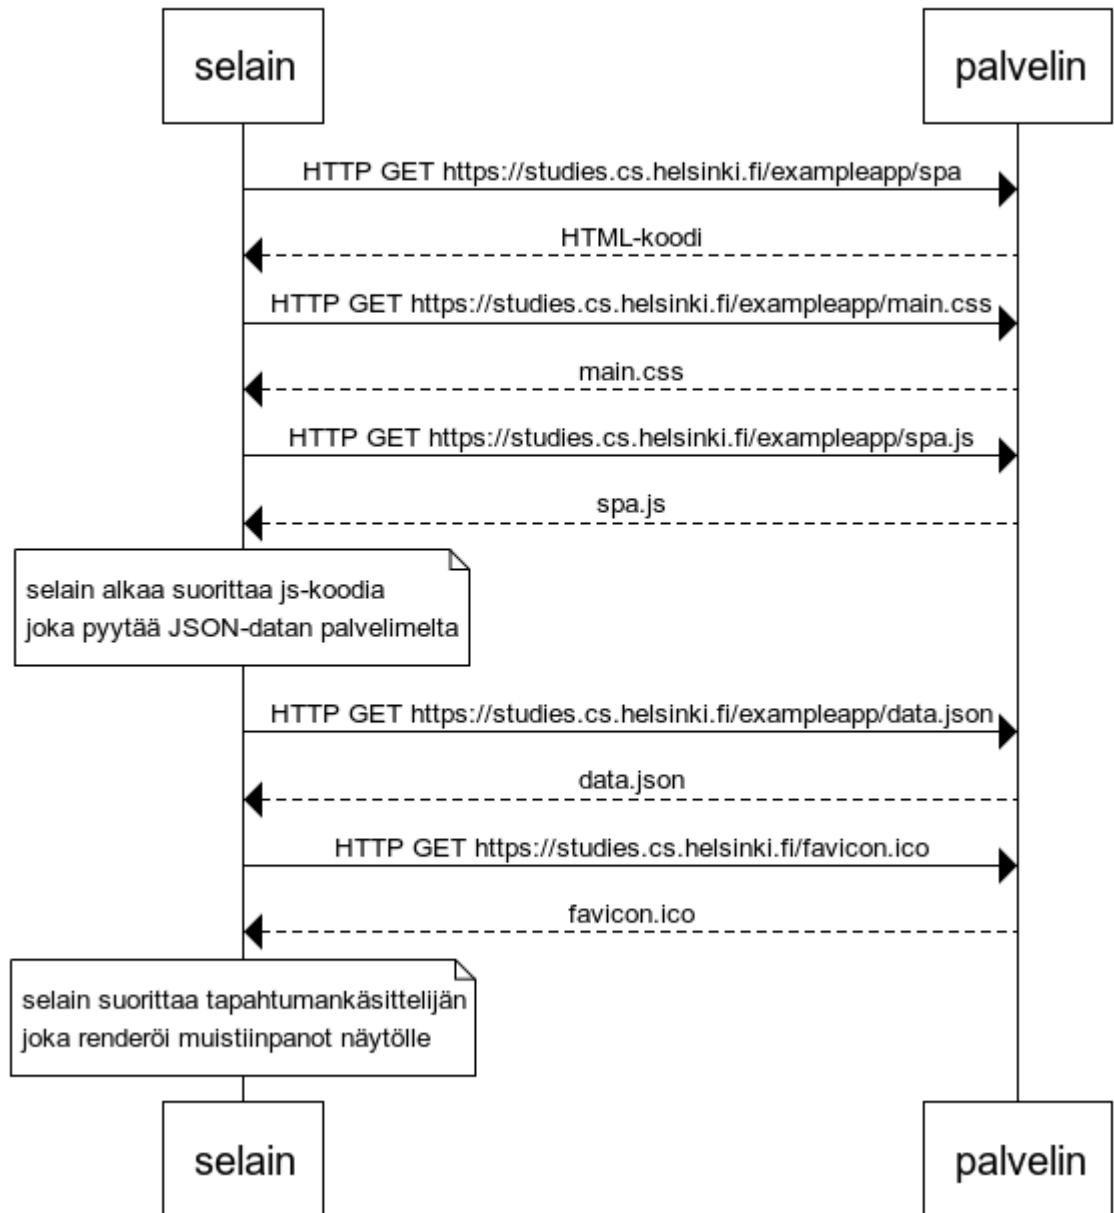 selain
palvelin
HTTP GET https://studies.cs.helsinki.fi/exampleapp/spa
HTML-koodi
HTTP GET https://studies.cs.helsinki.fi/exampleapp/main.css
main.css
HTTP GET https://studies.cs.helsinki.fi/exampleapp/spa.js
spa.js
selain alkaa suorittaa js-koodia
joka pyytää JSON-datan palvelimelta
HTTP GET https://studies.cs.helsinki.fi/exampleapp/data.json
data.json
HTTP GET https://studies.cs.helsinki.fi/favicon.ico
favicon.ico
selain suorittaa tapahtumankäsittelijän
joka renderöi muistiinpanot näytölle
selain
palvelin